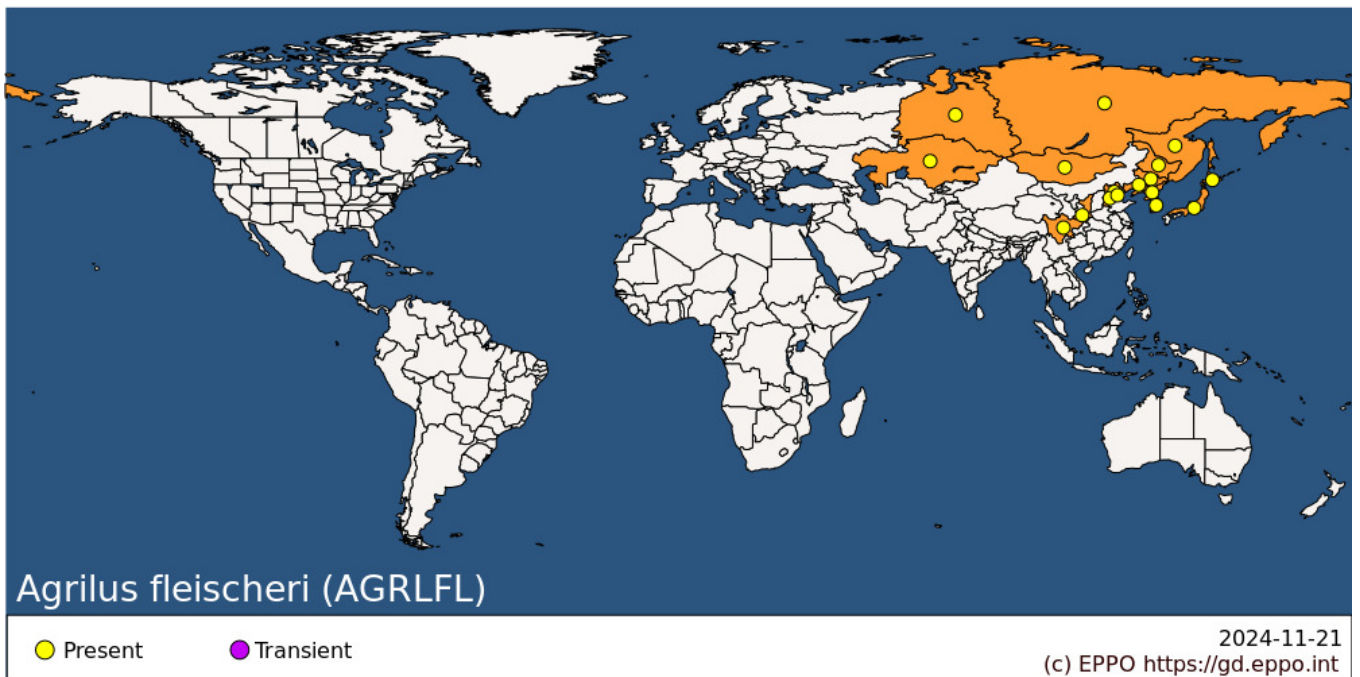 Agrilus fleischeri (AGRLFL)
Present
Transient
2024-11-21
(c) EPPO https://gd.eppo.int